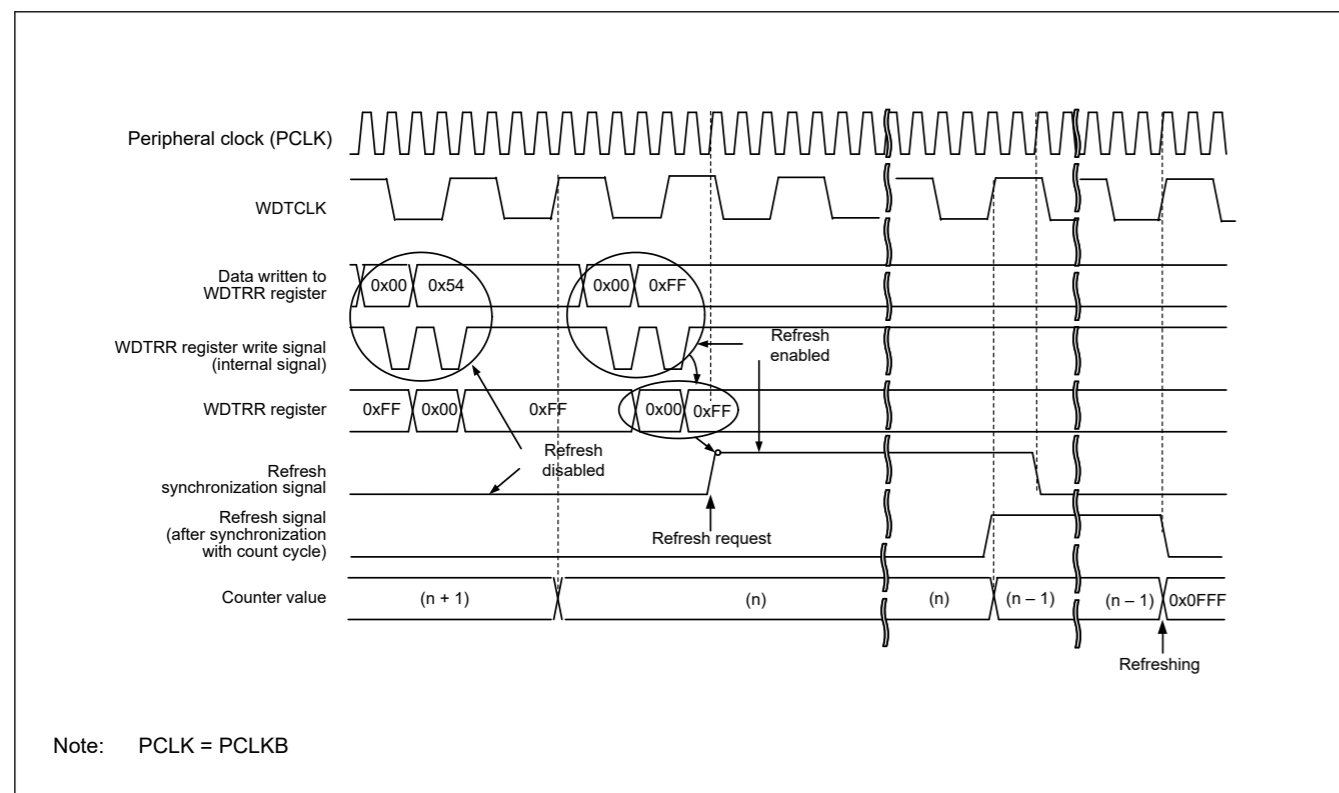 Peripheral clock (PCLK)
WDTCLK
Data written to
WDTRR register
0x00
0x54
0x00
0xFF
WDTRR register write signal
(internal signal)
Refresh
enabled
WDTRR register
0xFF
0x00
0xFF
0x00
0xFF
Refresh
disabled
Refresh
synchronization signal
Refresh signal
(after synchronization
with count cycle)
Refresh request
Counter value
(n + 1)
(n)
(n)
(n – 1)
(n – 1)
0x0FFF
Refreshing
Note: PCLK = PCLKB